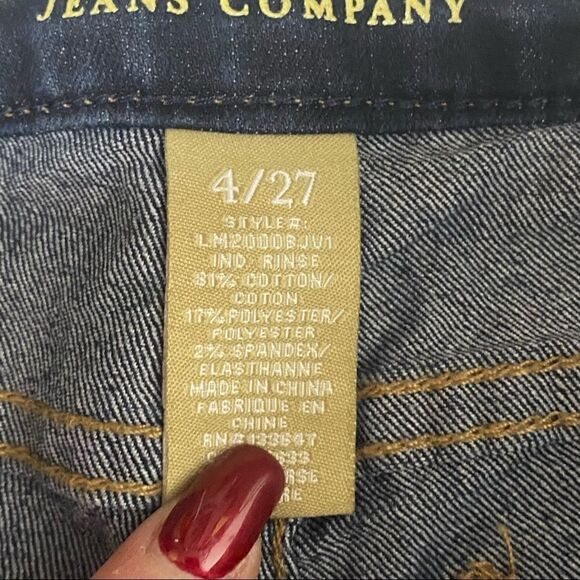 JEANS COMPANY
4/27
STYLE#:
LM2000BJV1
IND. RINSE
81% COTTON/
COTON
17% POLYESTER/
POLYESTER
2% SPANDEX/
ELASTHANNE
MADE IN CHINA
FABRIQUE EN
CHINE
RN# 133647